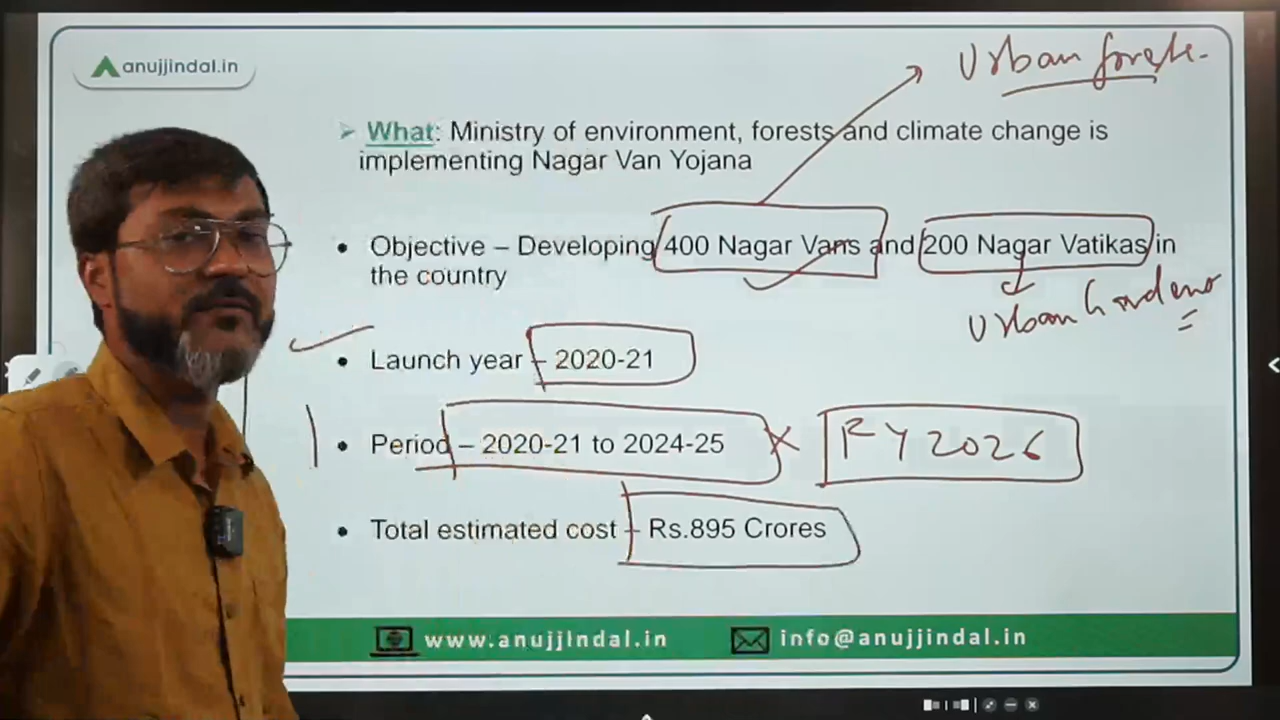 anujjindal.in
Urban forests.
What: Ministry of environment, forests and climate change is
implementing Nagar Van Yojana
Objective – Developing 400 Nagar Vans and 200 Nagar Vatikas in
the country
Urban Gardens
Launch year – 2020-21
Period – 2020-21 to 2024-25 x FY 2026
Total estimated cost – Rs.895 Crores
www.anujjindal.in info@anujjindal.in